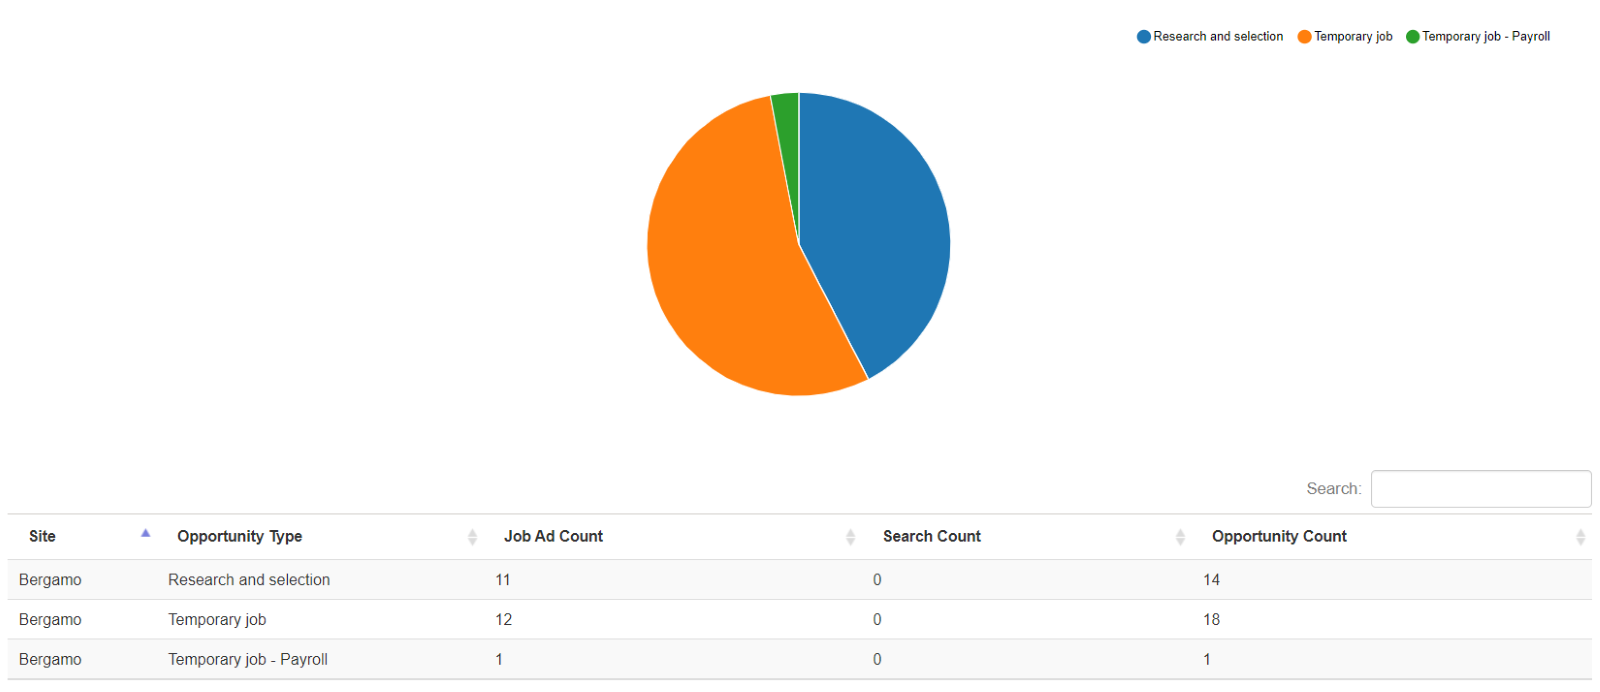 Research and selection Temporary job Temporary job - Payroll
Search:
Site Opportunity Type Job Ad Count Search Count Opportunity Count
Bergamo Research and selection 11 0 14
Bergamo Temporary job 12 0 18
Bergamo Temporary job - Payroll 1 0 1